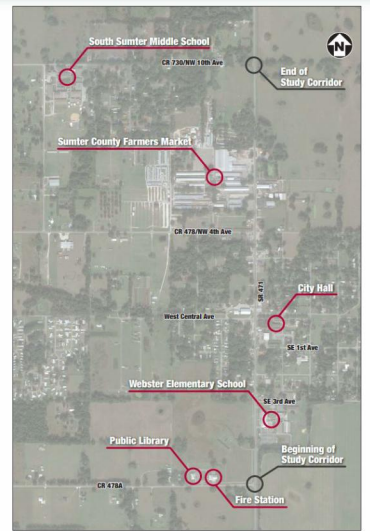 South Sumter Middle School
N
CR 730/NW 10th Ave
End of
Study Corridor
Sumter County Farmers Market
CR 478/NW 4th Ave
SR 471
City Hall
West Central Ave
SE 1st Ave
Webster Elementary School
SE 3rd Ave
Public Library
Beginning of
Study Corridor
CR 478A
Fire Station